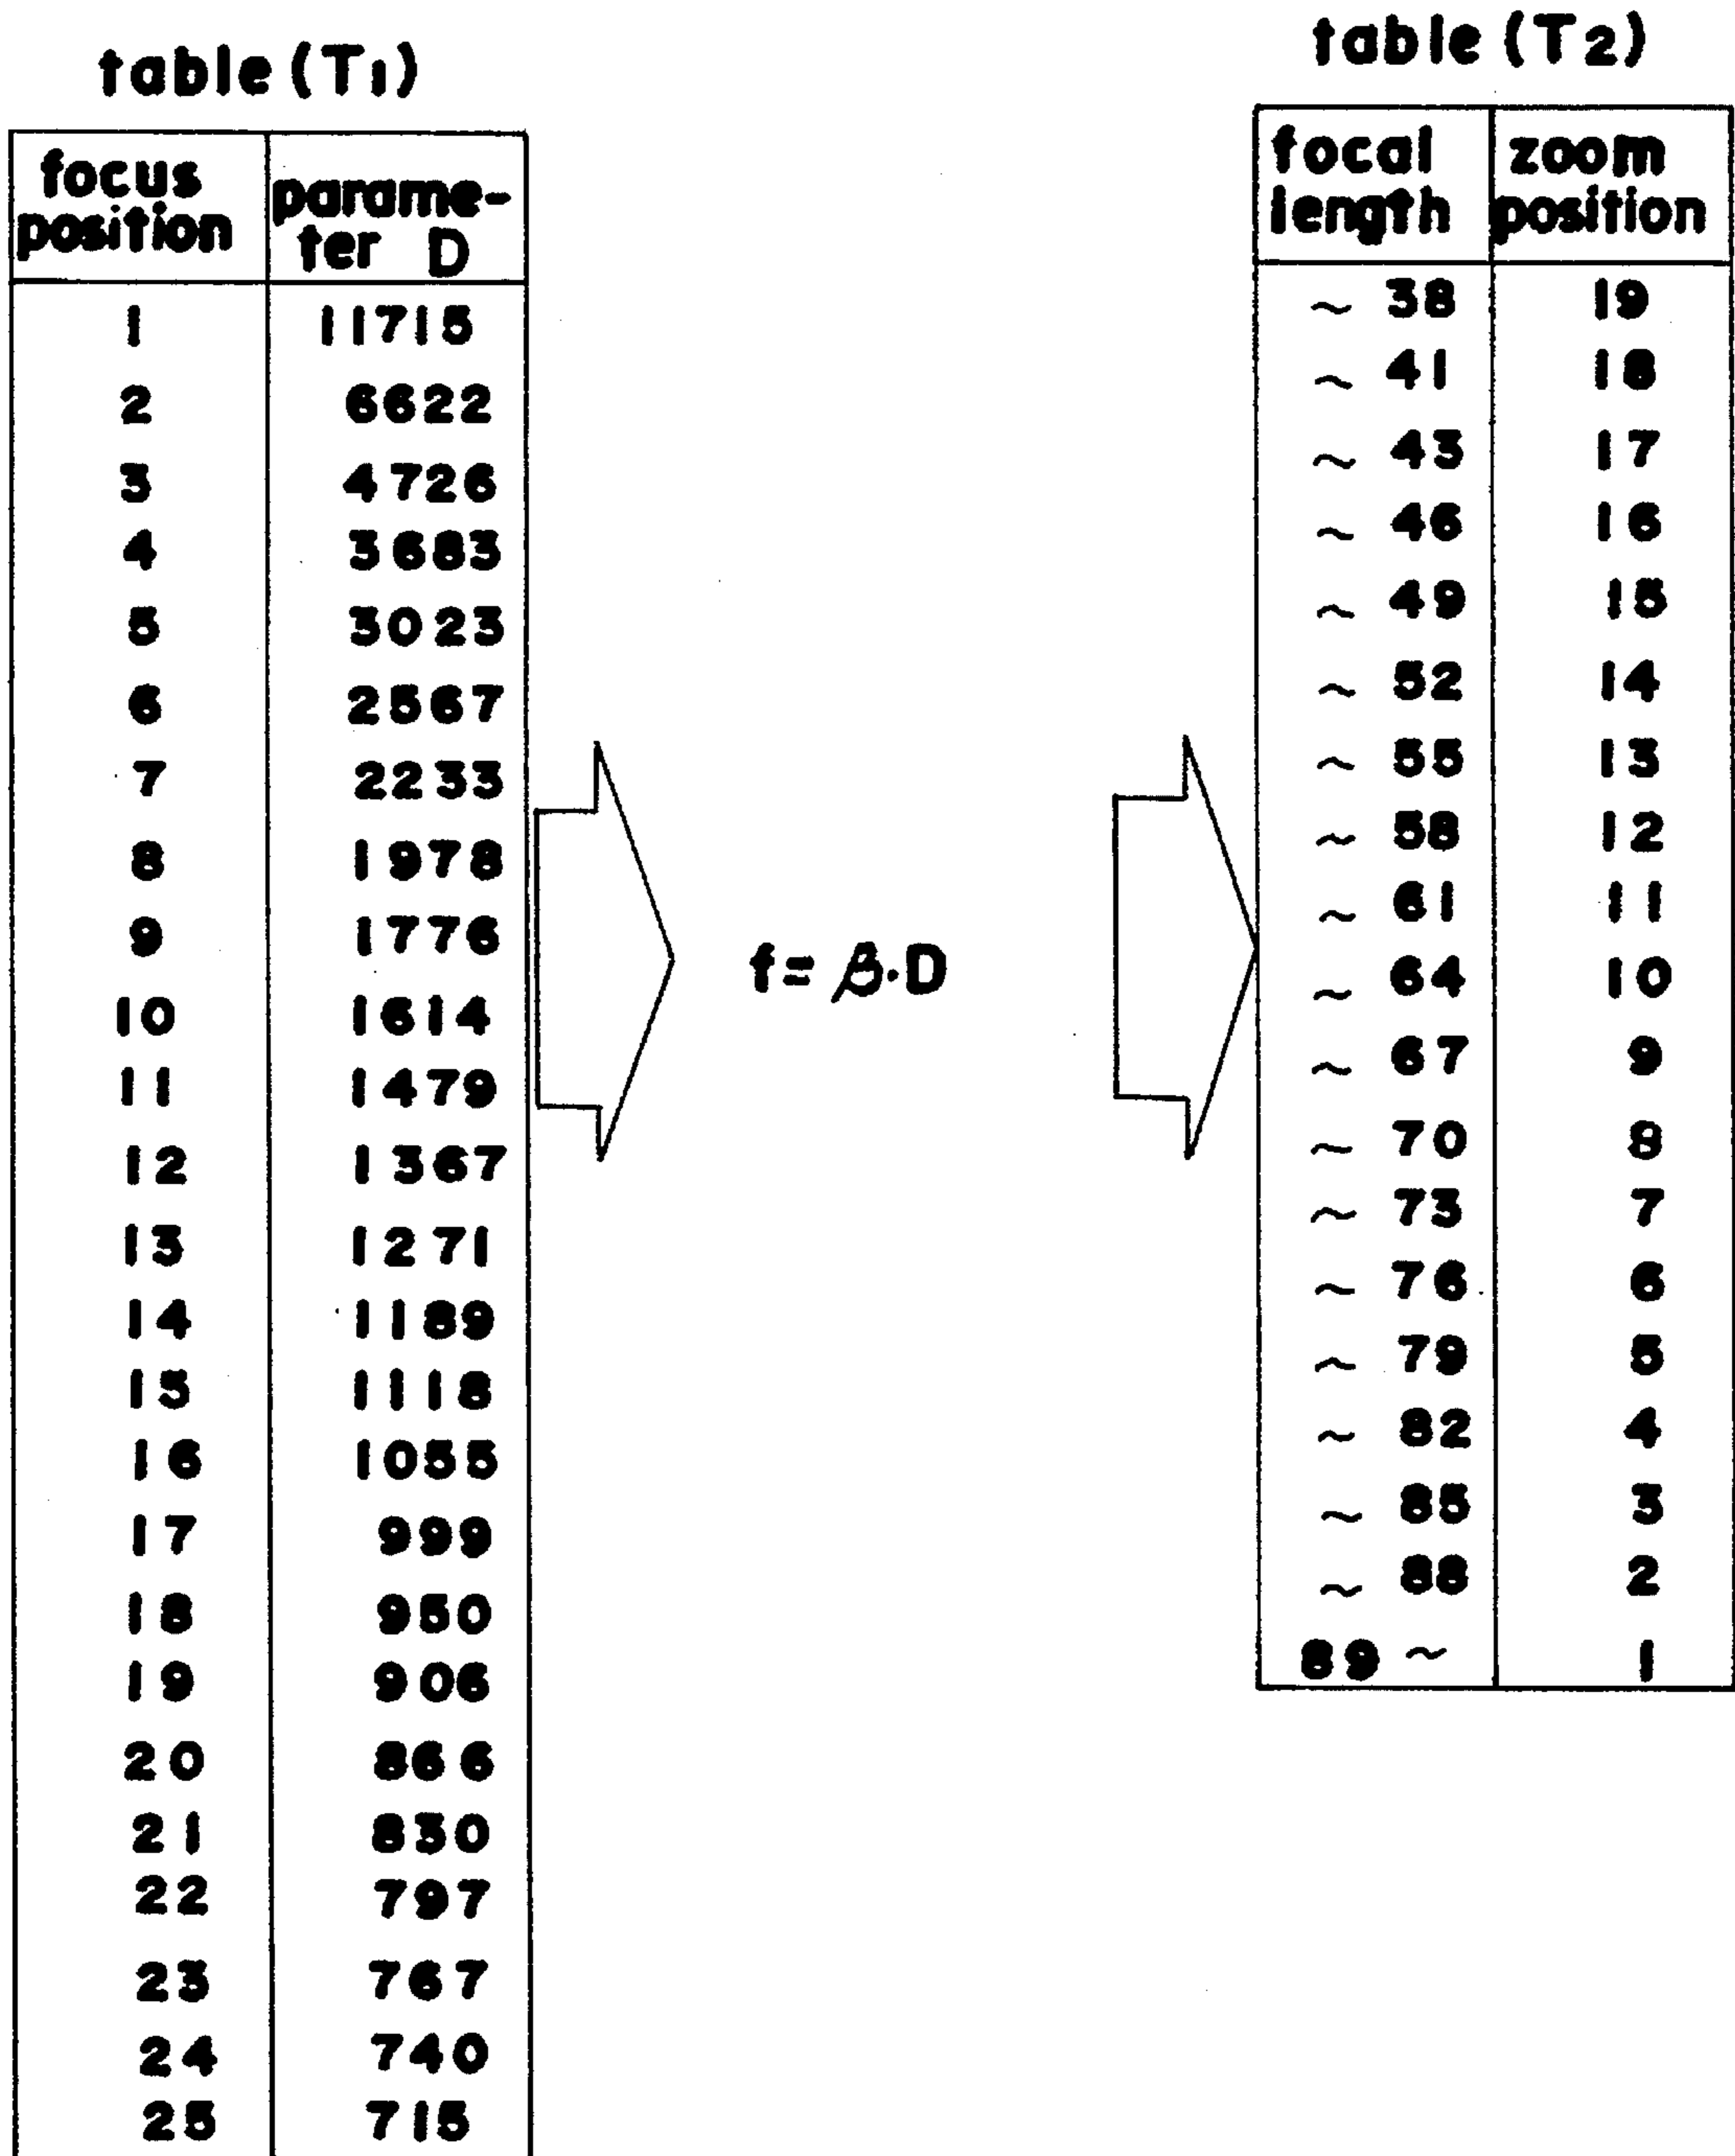 table (T1)
focus position
parame-
ter D
1 11715
2 6622
3 4726
4 3683
5 3023
6 2567
7 2233
8 1978
9 1776
10 1614
11 1479
12 1367
13 1271
14 1189
15 1118
16 1055
17 999
18 950
19 906
20 866
21 830
22 797
23 767
24 740
25 715
f = β·D
table (T2)
focal length
zoom position
~ 38 19
~ 41 18
~ 43 17
~ 46 16
~ 49 15
~ 52 14
~ 55 13
~ 58 12
~ 61 11
~ 64 10
~ 67 9
~ 70 8
~ 73 7
~ 76 6
~ 79 5
~ 82 4
~ 85 3
~ 88 2
89 ~ 1